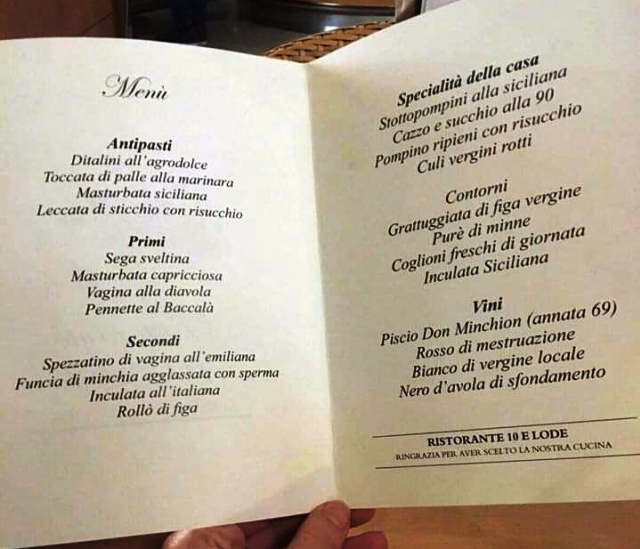 Menù
Antipasti
Ditalini all'agrodolce
Toccata di palle alla marinara
Masturbata siciliana
Leccata di sticchio con risucchio
Primi
Sega sveltina
Masturbata capricciosa
Vagina alla diavola
Pennette al Baccalà
Secondi
Spezzatino di vagina all'emiliana
Funcia di minchia agglassata con sperma
Inculata all'italiana
Rollò di figa
Specialità della casa
Stottopompini alla siciliana
Cazzo e succhio alla 90
Pompino ripieni con risucchio
Culi vergini rotti
Contorni
Grattuggiata di figa vergine
Purè di minne
Coglioni freschi di giornata
Inculata Siciliana
Vini
Piscio Don Minchion (annata 69)
Rosso di mestruazione
Bianco di vergine locale
Nero d'avola di sfondamento
RISTORANTE 10 E LODE
RINGRAZIA PER AVER SCELTO LA NOSTRA CUCINA